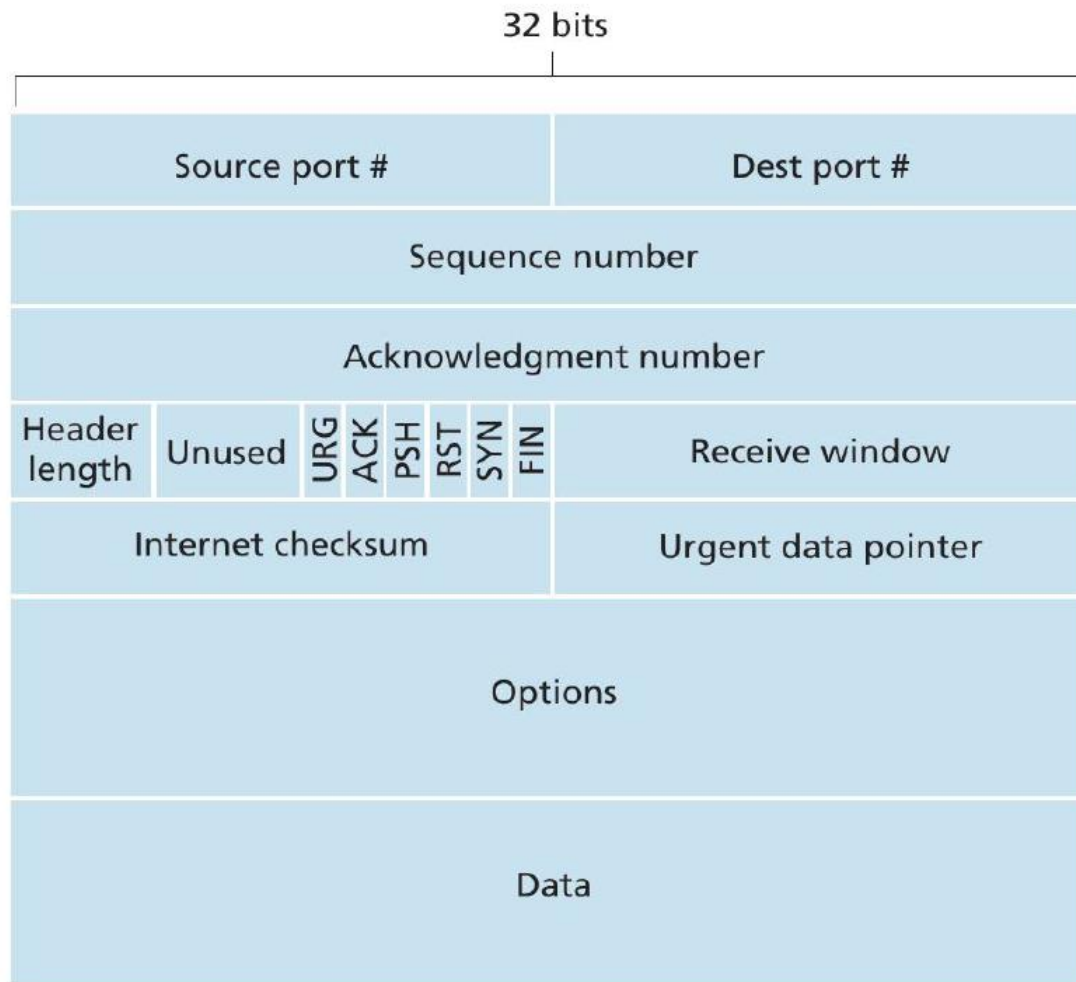 32 bits
Source port #
Dest port #
Sequence number
Acknowledgment number
Header
length
Unused
URG
ACK
PSH
RST
SYN
FIN
Receive window
Internet checksum
Urgent data pointer
Options
Data